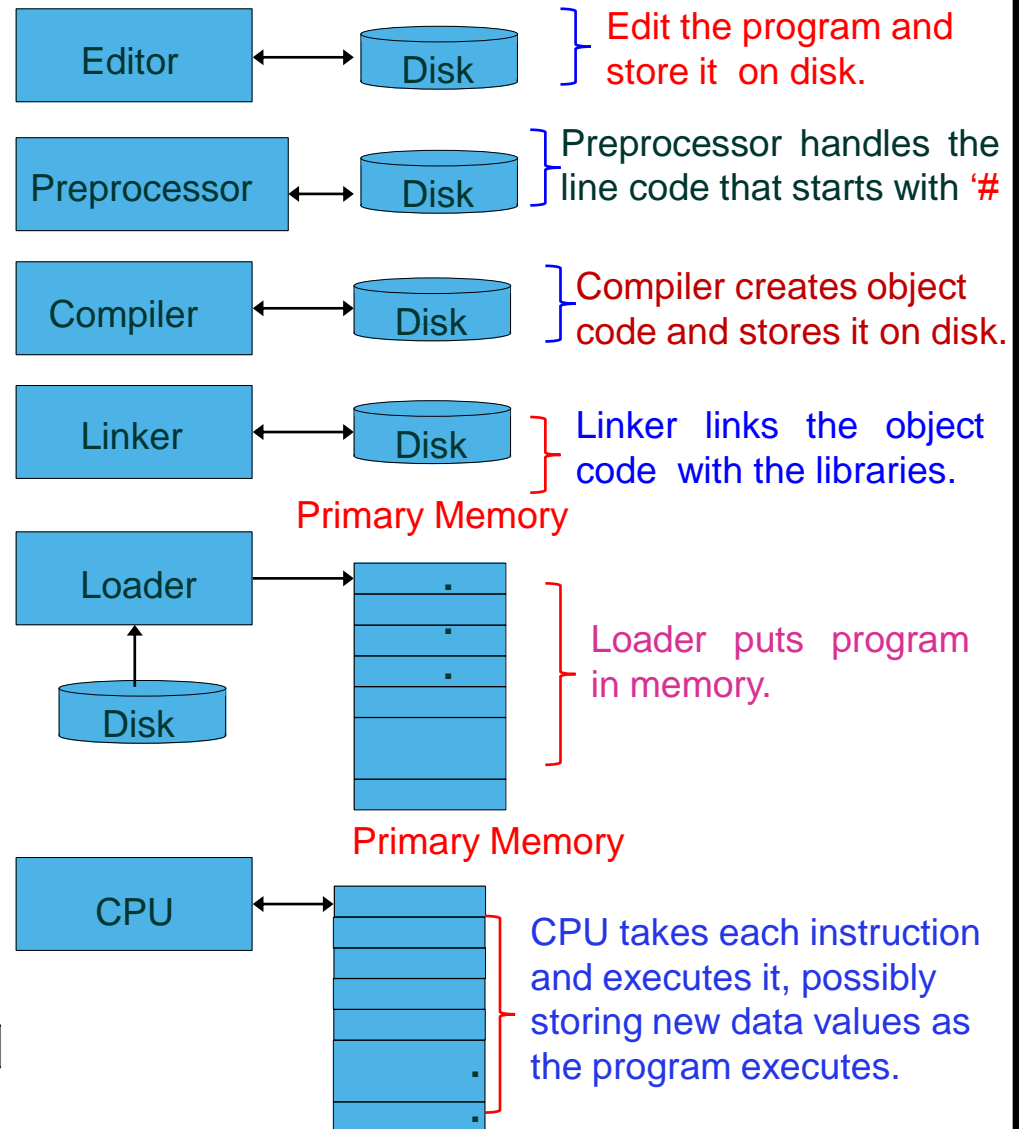 Editor
Disk
Edit the program and
store it on disk.
Preprocessor
Disk
Preprocessor handles the
line code that starts with ‘#
Compiler
Disk
Compiler creates object
code and stores it on disk.
Linker
Disk
Linker links the object
code with the libraries.
Primary Memory
Loader
Disk
Loader puts program
in memory.
Primary Memory
CPU
CPU takes each instruction
and executes it, possibly
storing new data values as
the program executes.